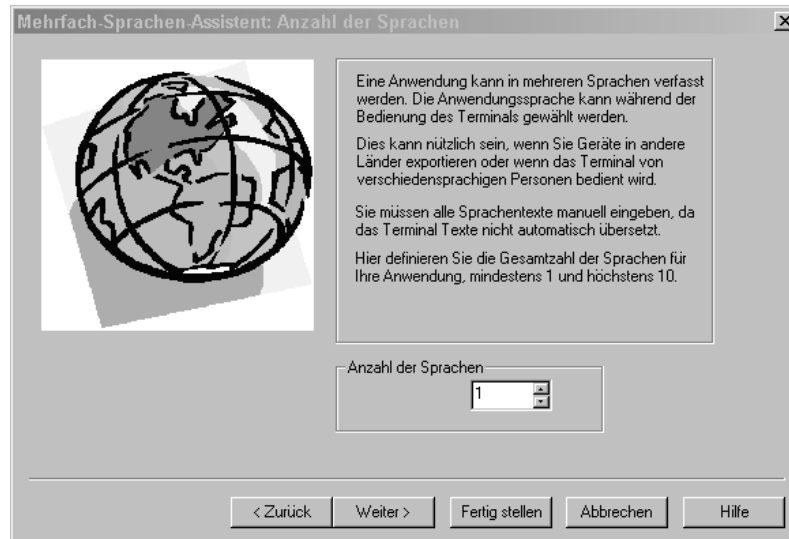 Mehrfach-Sprachen-Assistent: Anzahl der Sprachen
Eine Anwendung kann in mehreren Sprachen verfasst
werden. Die Anwendungssprache kann während der
Bedienung des Terminals gewählt werden.
Dies kann nützlich sein, wenn Sie Geräte in andere
Länder exportieren oder wenn das Terminal von
verschiedensprachigen Personen bedient wird.
Sie müssen alle Sprachentexte manuell eingeben, da
das Terminal Texte nicht automatisch übersetzt.
Hier definieren Sie die Gesamtzahl der Sprachen für
Ihre Anwendung, mindestens 1 und höchstens 10.
Anzahl der Sprachen
1
< Zurück Weiter > Fertig stellen Abbrechen Hilfe